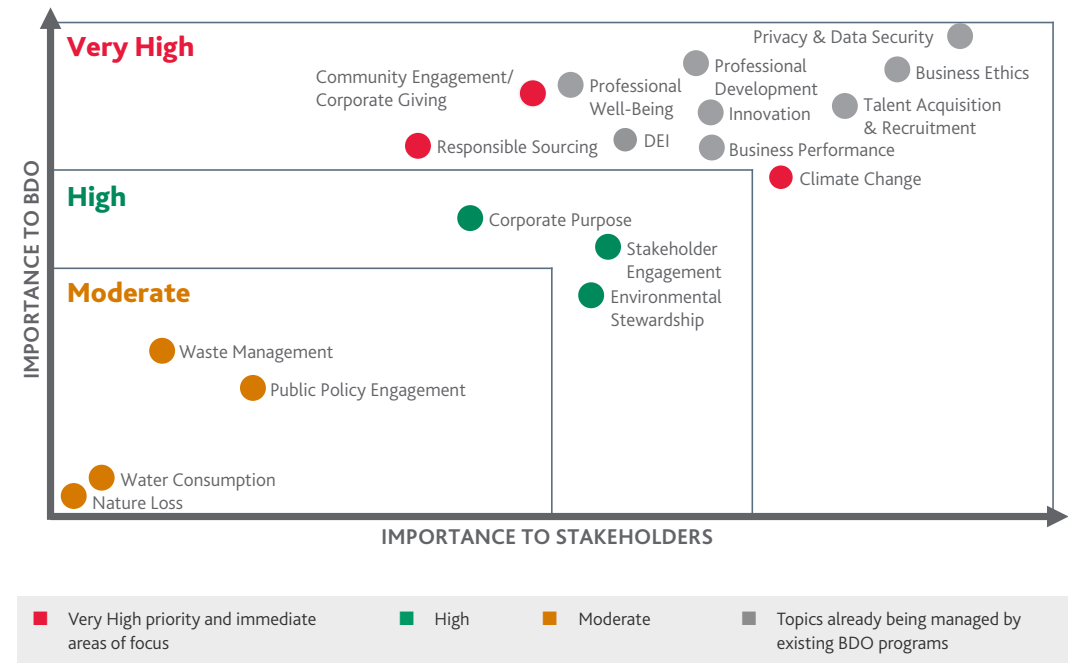 Very High
Privacy & Data Security
Business Ethics
Professional
Development
Community Engagement/
Corporate Giving
Professional
Well-Being
Talent Acquisition
& Recruitment
Innovation
DEI
Responsible Sourcing
Business Performance
Climate Change
High
Corporate Purpose
Stakeholder
Engagement
Environmental
Stewardship
Moderate
Waste Management
Public Policy Engagement
Water Consumption
Nature Loss
IMPORTANCE TO BDO
IMPORTANCE TO STAKEHOLDERS
Very High priority and immediate
areas of focus
High
Moderate
Topics already being managed by
existing BDO programs